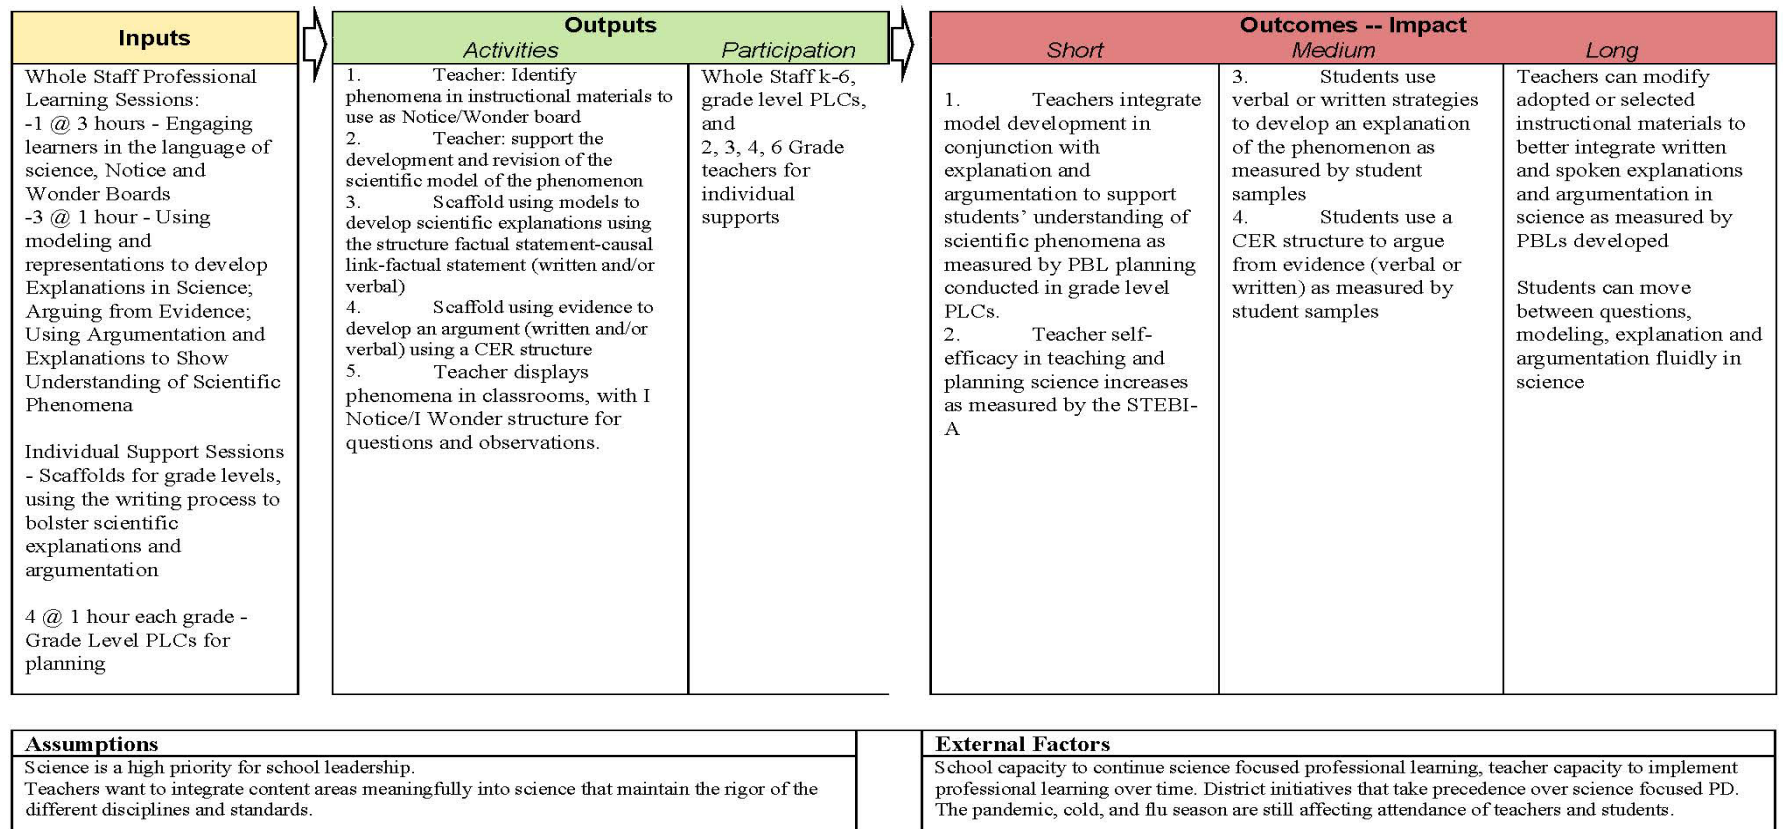 Inputs
Whole Staff Professional
Learning Sessions:
-1 @ 3 hours - Engaging
learners in the language of
science, Notice and
Wonder Boards
-3 @ 1 hour - Using
modeling and
representations to develop
Explanations in Science;
Arguing from Evidence;
Using Argumentation and
Explanations to Show
Understanding of Scientific
Phenomena
Individual Support Sessions
- Scaffolds for grade levels,
using the writing process to
bolster scientific
explanations and
argumentation
4 @ 1 hour each grade -
Grade Level PLCs for
planning
Outputs
Activities
Participation
1. Teacher: Identify
phenomena in instructional materials to
use as Notice/Wonder board
2. Teacher: support the
development and revision of the
scientific model of the phenomenon
3. Scaffold using models to
develop scientific explanations using
the structure factual statement-causal
link-factual statement (written and/or
verbal)
4. Scaffold using evidence to
develop an argument (written and/or
verbal) using a CER structure
5. Teacher displays
phenomena in classrooms, with I
Notice/I Wonder structure for
questions and observations.
Whole Staff k-6,
grade level PLCs,
and
2, 3, 4, 6 Grade
teachers for
individual
supports
Outcomes -- Impact
Short
Medium
Long
1. Teachers integrate
model development in
conjunction with
explanation and
argumentation to support
students’ understanding of
scientific phenomena as
measured by PBL planning
conducted in grade level
PLCs.
2. Teacher self-
efficacy in teaching and
planning science increases
as measured by the STEBI-
A
3. Students use
verbal or written strategies
to develop an explanation
of the phenomenon as
measured by student
samples
4. Students use a
CER structure to argue
from evidence (verbal or
written) as measured by
student samples
Teachers can modify
adopted or selected
instructional materials to
better integrate written
and spoken explanations
and argumentation in
science as measured by
PBLs developed
Students can move
between questions,
modeling, explanation and
argumentation fluidly in
science
Assumptions
Science is a high priority for school leadership.
Teachers want to integrate content areas meaningfully into science that maintain the rigor of the
different disciplines and standards.
External Factors
School capacity to continue science focused professional learning, teacher capacity to implement
professional learning over time. District initiatives that take precedence over science focused PD.
The pandemic, cold, and flu season are still affecting attendance of teachers and students.